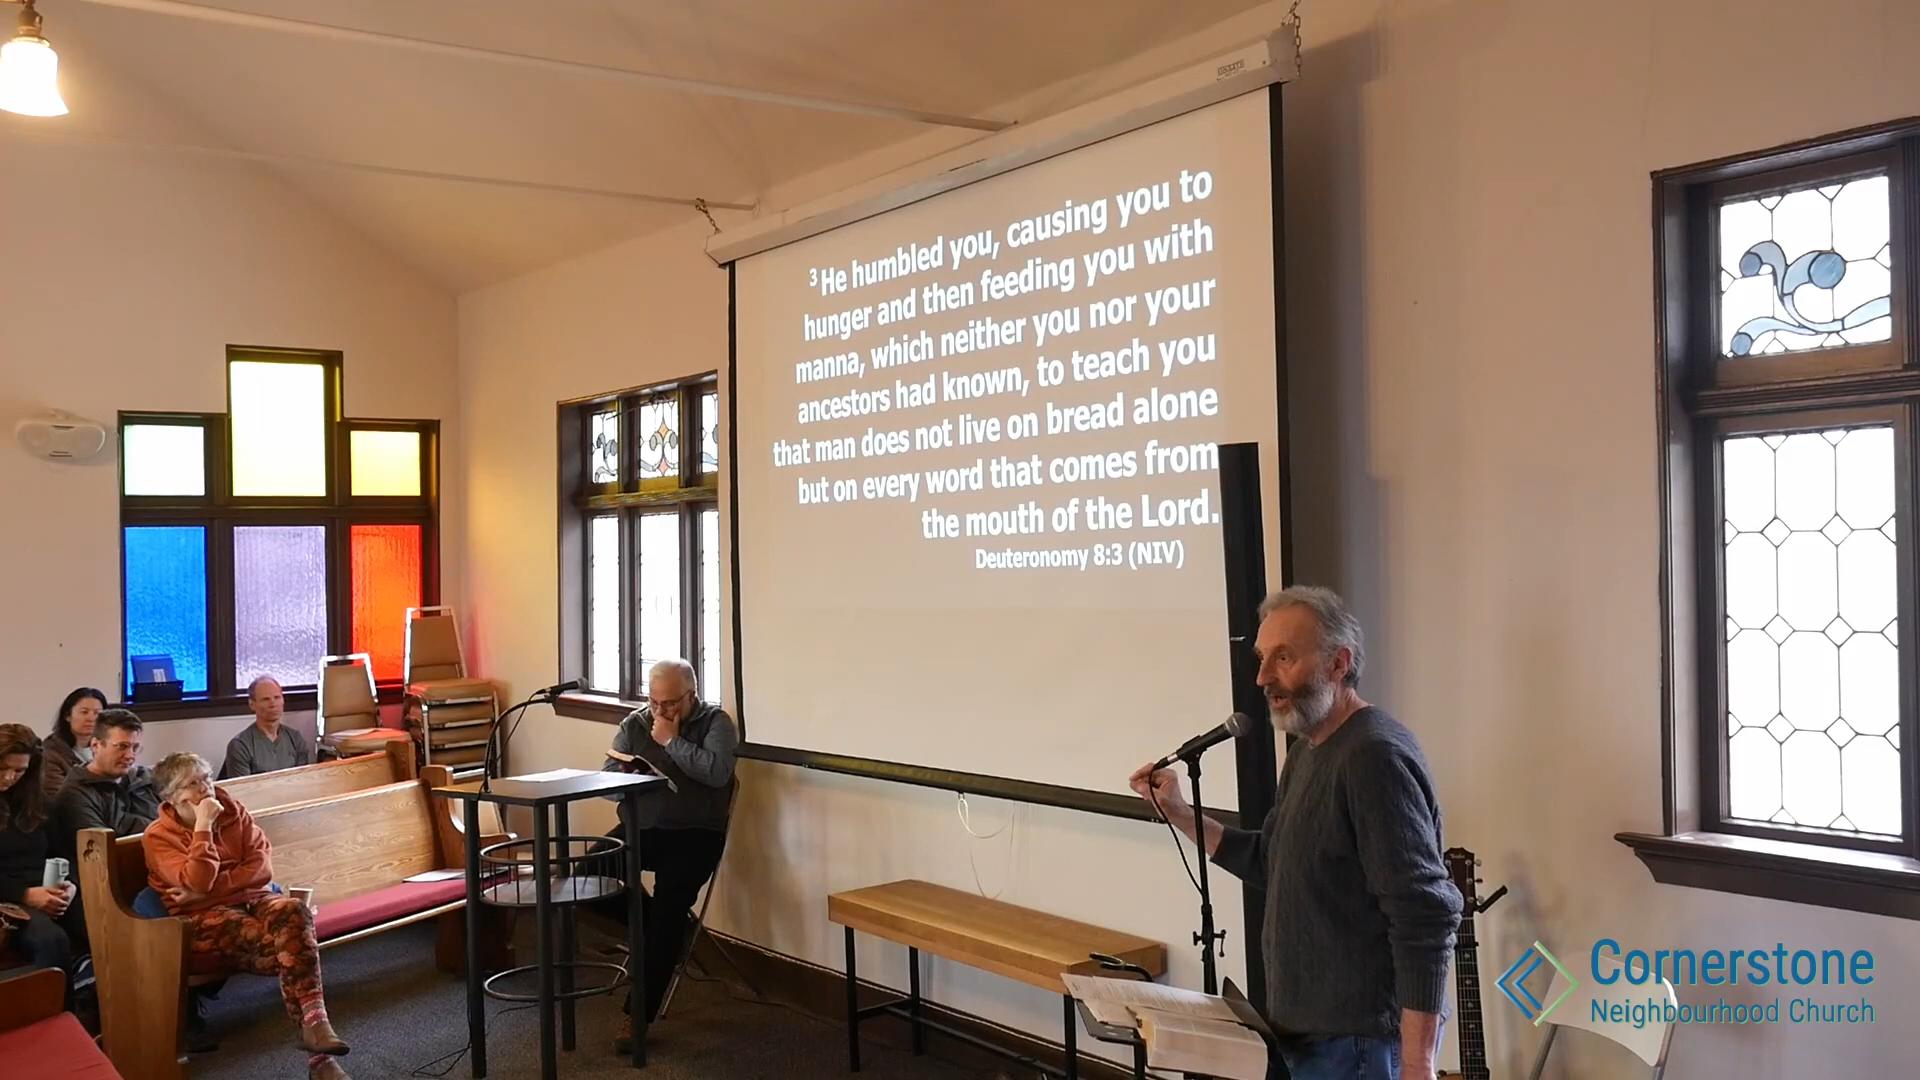 ³ He humbled you, causing you to
hunger and then feeding you with
manna, which neither you nor your
ancestors had known, to teach you
that man does not live on bread alone
but on every word that comes from
the mouth of the Lord.
Deuteronomy 8:3 (NIV)
Cornerstone
Neighbourhood Church